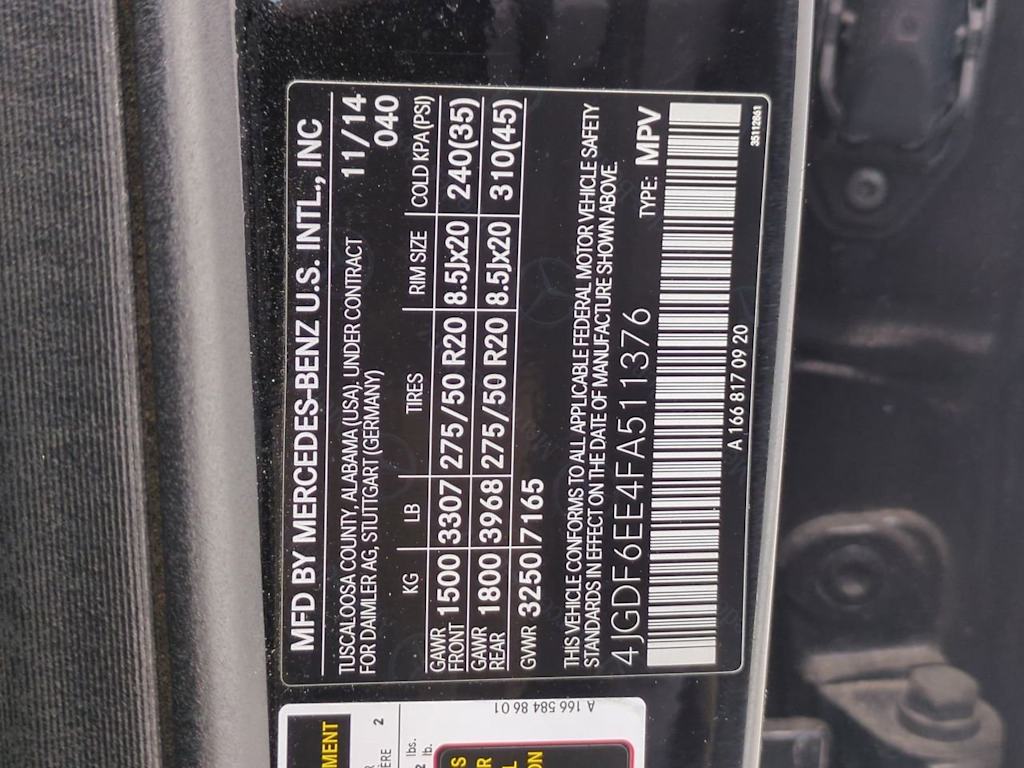 MFD BY MERCEDES-BENZ U.S. INTL., INC
TUSCALOOSA COUNTY, ALABAMA (USA), UNDER CONTRACT 11/14
FOR DAIMLER AG, STUTTGART (GERMANY) 040
KG LB TIRES RIM SIZE COLD KPA (PSI)
GAWR FRONT 1500 3307 275/50 R20 8.5Jx20 240(35)
GAWR REAR 1800 3968 275/50 R20 8.5Jx20 310(45)
GVWR 3250 7165
THIS VEHICLE CONFORMS TO ALL APPLICABLE FEDERAL MOTOR VEHICLE SAFETY
STANDARDS IN EFFECT ON THE DATE OF MANUFACTURE SHOWN ABOVE.
4JGDF6EE4FA511376 TYPE: MPV
A 166 817 09 20
35112861
A 166 584 86 01
2
lbs.
lb.